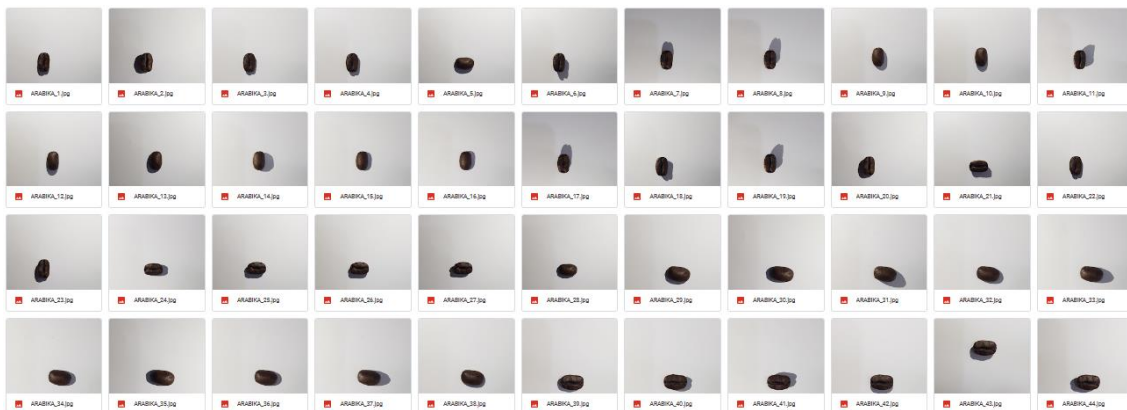 ARABIKA_1.jpg ARABIKA_2.jpg ARABIKA_3.jpg ARABIKA_4.jpg ARABIKA_5.jpg ARABIKA_6.jpg ARABIKA_7.jpg ARABIKA_8.jpg ARABIKA_9.jpg ARABIKA_10.jpg ARABIKA_11.jpg
ARABIKA_12.jpg ARABIKA_13.jpg ARABIKA_14.jpg ARABIKA_15.jpg ARABIKA_16.jpg ARABIKA_17.jpg ARABIKA_18.jpg ARABIKA_19.jpg ARABIKA_20.jpg ARABIKA_21.jpg ARABIKA_22.jpg
ARABIKA_23.jpg ARABIKA_24.jpg ARABIKA_25.jpg ARABIKA_26.jpg ARABIKA_27.jpg ARABIKA_28.jpg ARABIKA_29.jpg ARABIKA_30.jpg ARABIKA_31.jpg ARABIKA_32.jpg ARABIKA_33.jpg
ARABIKA_34.jpg ARABIKA_35.jpg ARABIKA_36.jpg ARABIKA_37.jpg ARABIKA_38.jpg ARABIKA_39.jpg ARABIKA_40.jpg ARABIKA_41.jpg ARABIKA_42.jpg ARABIKA_43.jpg ARABIKA_44.jpg